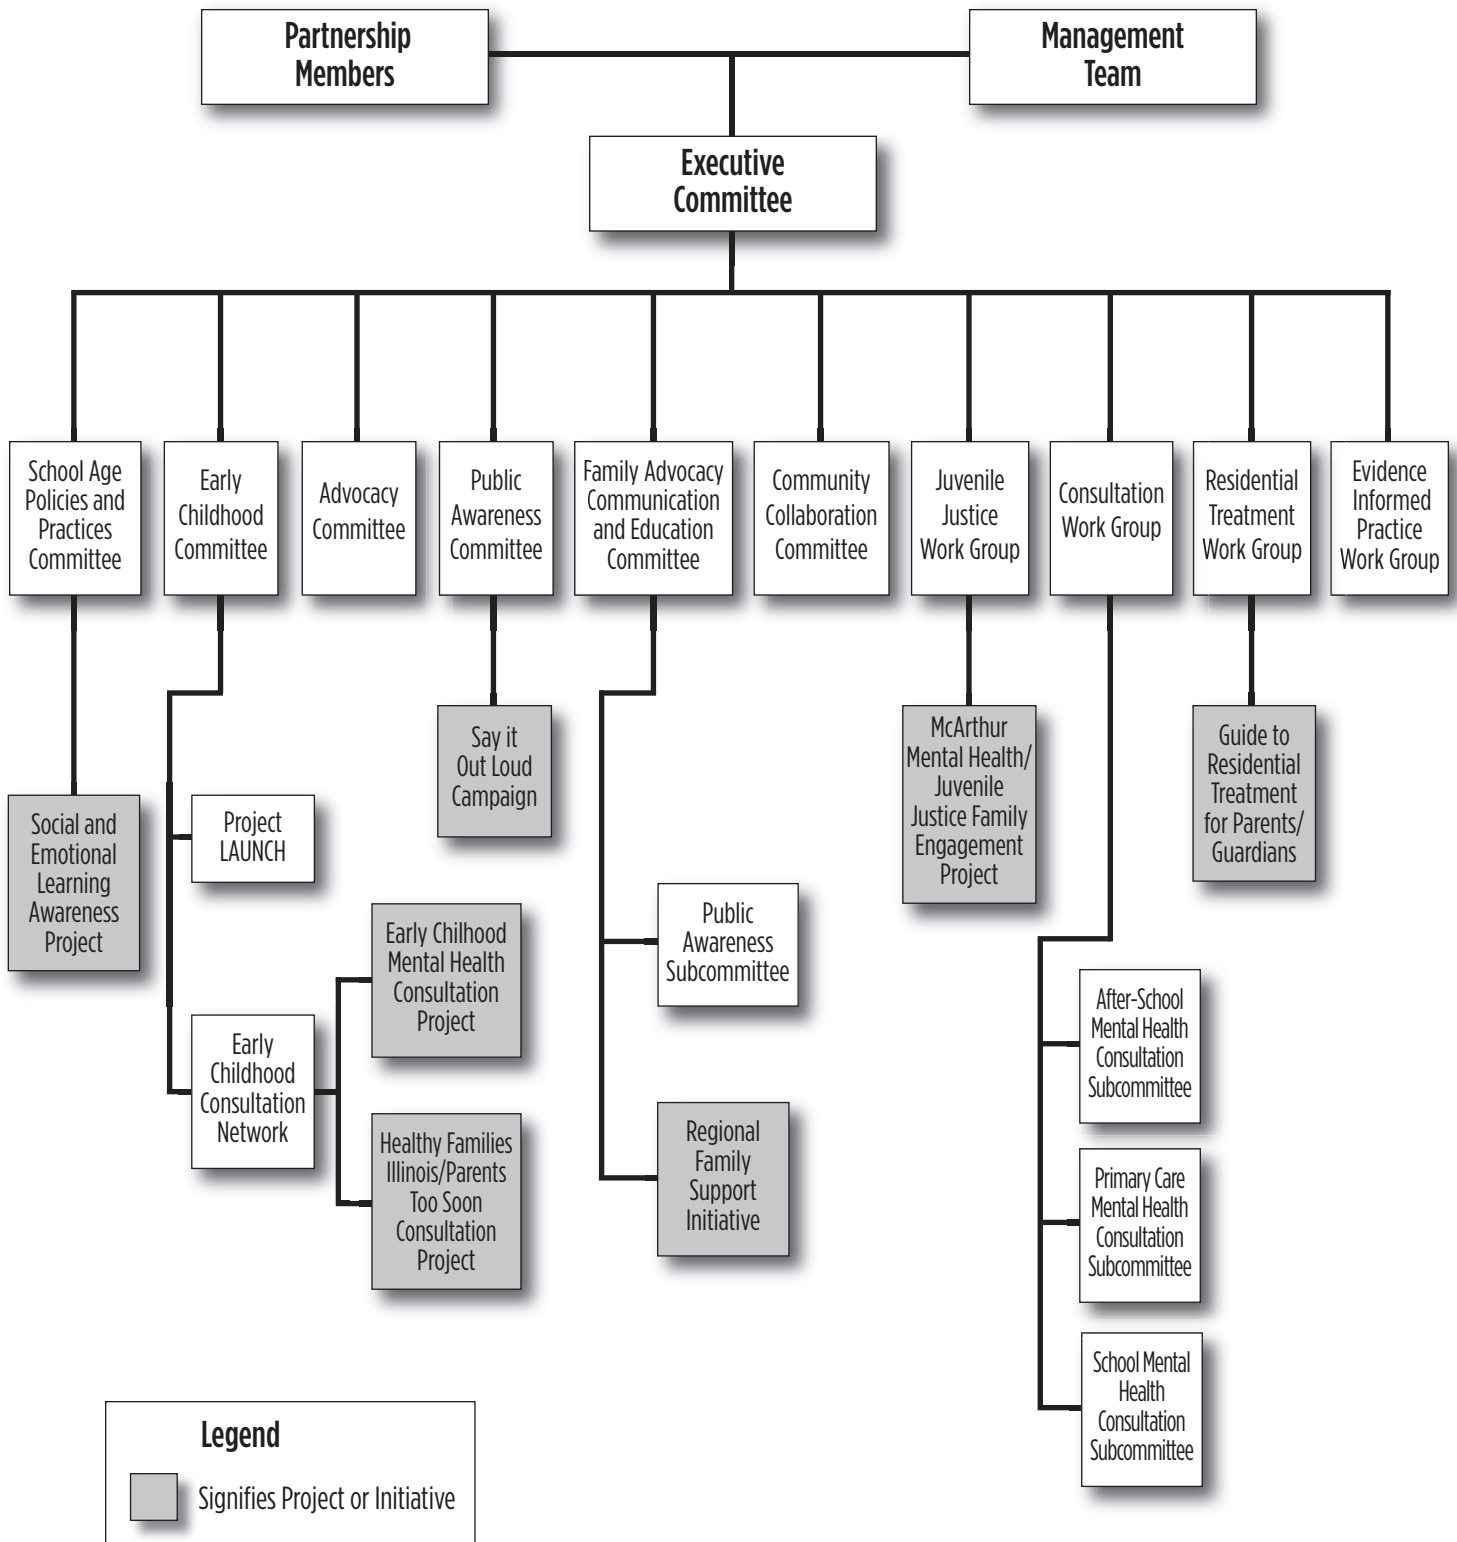 Partnership
Members
Management
Team
Executive
Committee
School Age
Policies and
Practices
Committee
Early
Childhood
Committee
Advocacy
Committee
Public
Awareness
Committee
Family Advocacy
Communication
and Education
Committee
Community
Collaboration
Committee
Juvenile
Justice
Work Group
Consultation
Work Group
Residential
Treatment
Work Group
Evidence
Informed
Practice
Work Group
Social and
Emotional
Learning
Awareness
Project
Project
LAUNCH
Early
Childhood
Consultation
Network
Early Chilhood
Mental Health
Consultation
Project
Healthy Families
Illinois/Parents
Too Soon
Consultation
Project
Say it
Out Loud
Campaign
Public
Awareness
Subcommittee
Regional
Family
Support
Initiative
McArthur
Mental Health/
Juvenile
Justice Family
Engagement
Project
After-School
Mental Health
Consultation
Subcommittee
Primary Care
Mental Health
Consultation
Subcommittee
School Mental
Health
Consultation
Subcommittee
Guide to
Residential
Treatment
for Parents/
Guardians
Legend
Signifies Project or Initiative